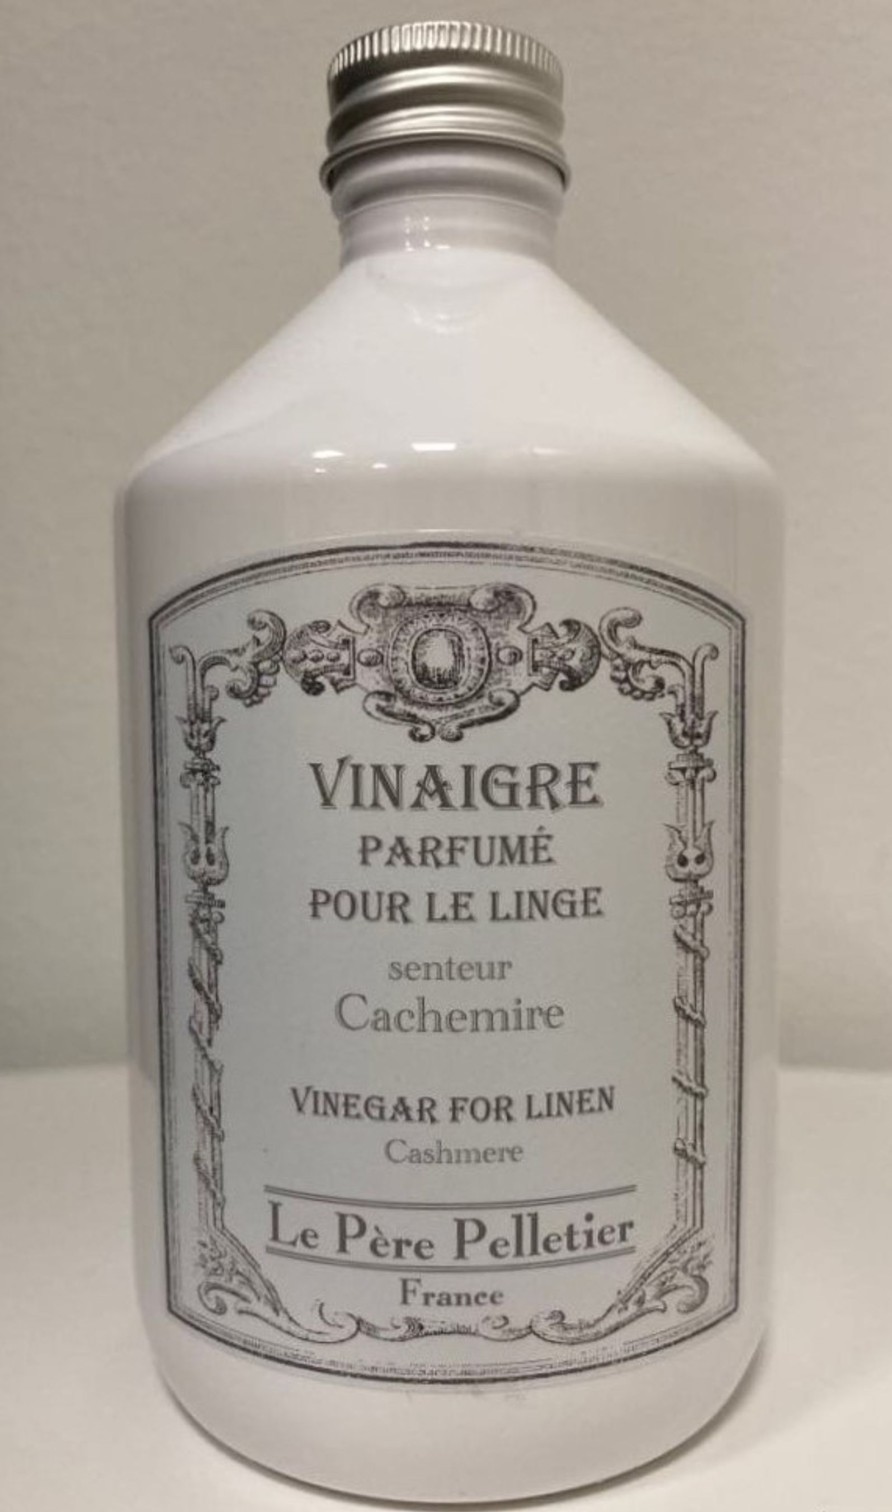 VINAIGRE
PARFUMÉ
POUR LE LINGE
senteur
Cachemire
VINEGAR FOR LINEN
Cashmere
Le Père Pelletier
France